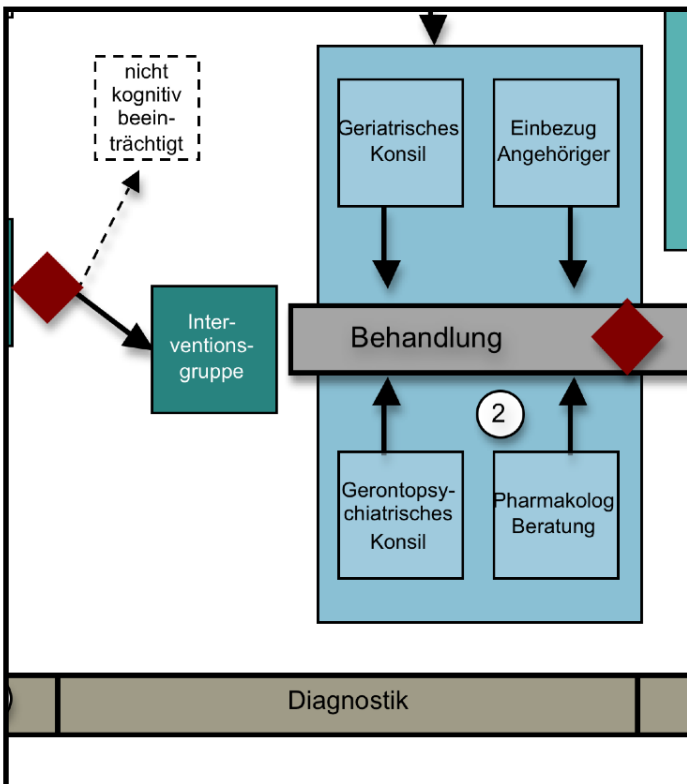 nicht
kognitiv
beein-
trächtigt
Geriatrisches
Konsil
Einbezug
Angehöriger
Inter-
ventions-
gruppe
Behandlung
2
Gerontopsy-
chiatrisches
Konsil
Pharmakolog
Beratung
Diagnostik